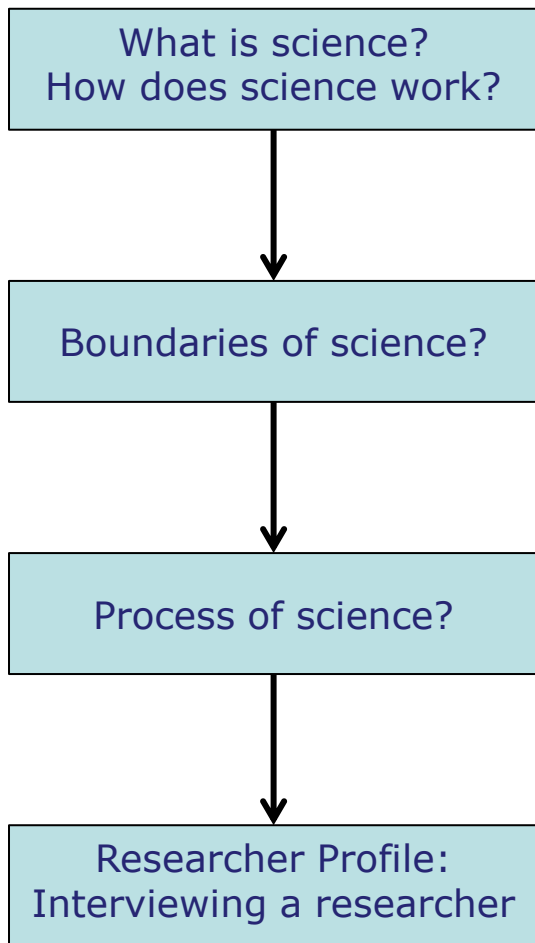 What is science?
How does science work?
Boundaries of science?
Process of science?
Researcher Profile:
Interviewing a researcher